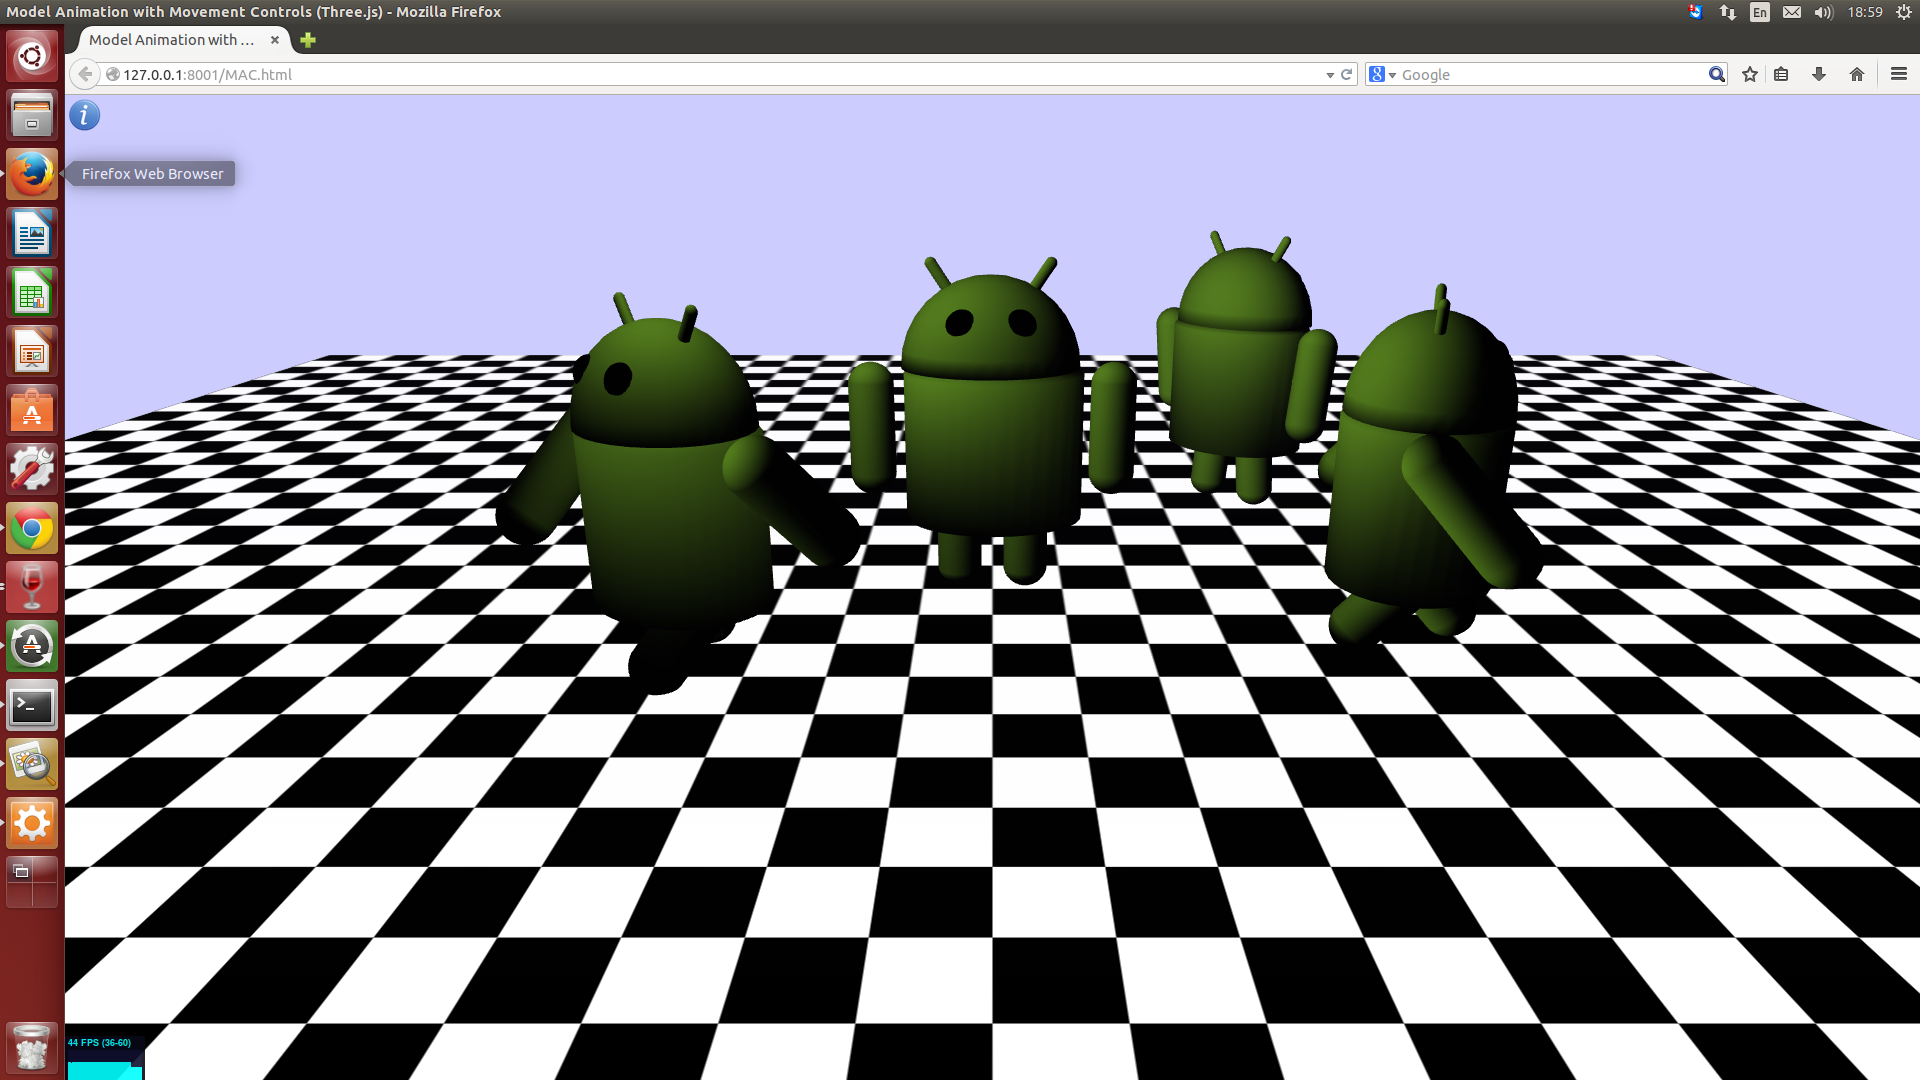 Model Animation with Movement Controls (Three.js) - Mozilla Firefox
En
18:59
Model Animation with ...
127.0.0.1:8001/MAC.html
Google
Firefox Web Browser
44 FPS (36-60)